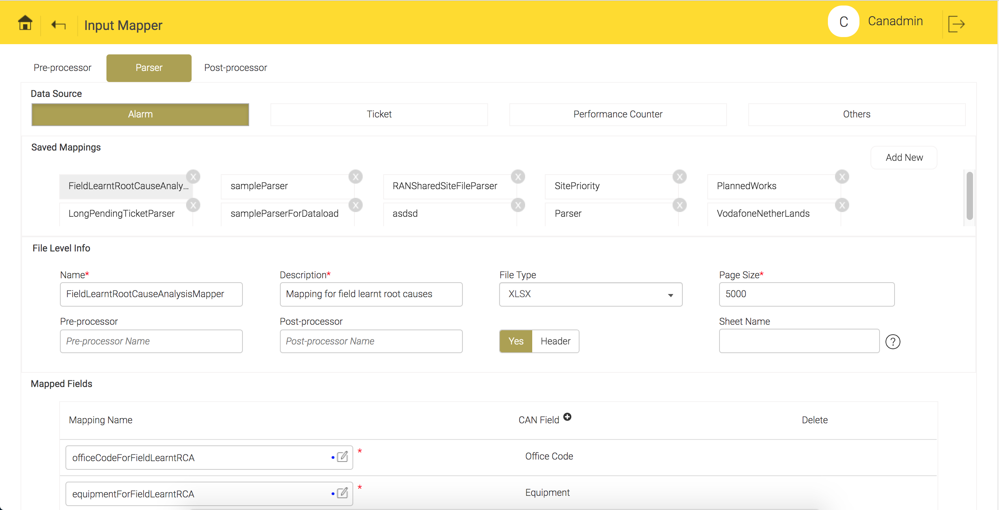 Input Mapper
C
Canadmin
Pre-processor
Parser
Post-processor
Data Source
Alarm
Ticket
Performance Counter
Others
Saved Mappings
Add New
FieldLearntRootCauseAnaly...
X
sampleParser
X
RANSharedSiteFileParser
X
SitePriority
X
PlannedWorks
X
LongPendingTicketParser
X
sampleParserForDataload
X
asdsd
X
Parser
X
VodafoneNetherLands
X
File Level Info
Name*
Description*
File Type
Page Size*
FieldLearntRootCauseAnalysisMapper
Mapping for field learnt root causes
XLSX
5000
Pre-processor
Post-processor
Sheet Name
Pre-processor Name
Post-processor Name
Yes
Header
?
Mapped Fields
Mapping Name
CAN Field
Delete
officeCodeForFieldLearntRCA
*
Office Code
equipmentForFieldLearntRCA
*
Equipment